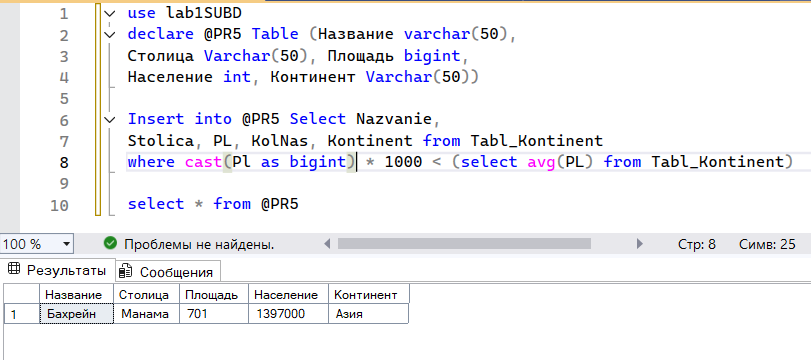 1 use lab1SUBD
2 declare @PR5 Table (Название varchar(50),
3 Столица Varchar(50), Площадь bigint,
4 Население int, Континент Varchar(50))
5
6 Insert into @PR5 Select Nazvanie,
7 Stolica, PL, KolNas, Kontinent from Tabl_Kontinent
8 where cast(Pl as bigint) * 1000 < (select avg(PL) from Tabl_Kontinent)
9
10 select * from @PR5
100 % Проблемы не найдены. Стр: 8 Симв: 25
Результаты Сообщения
Название Столица Площадь Население Континент
1 Бахрейн Манама 701 1397000 Азия